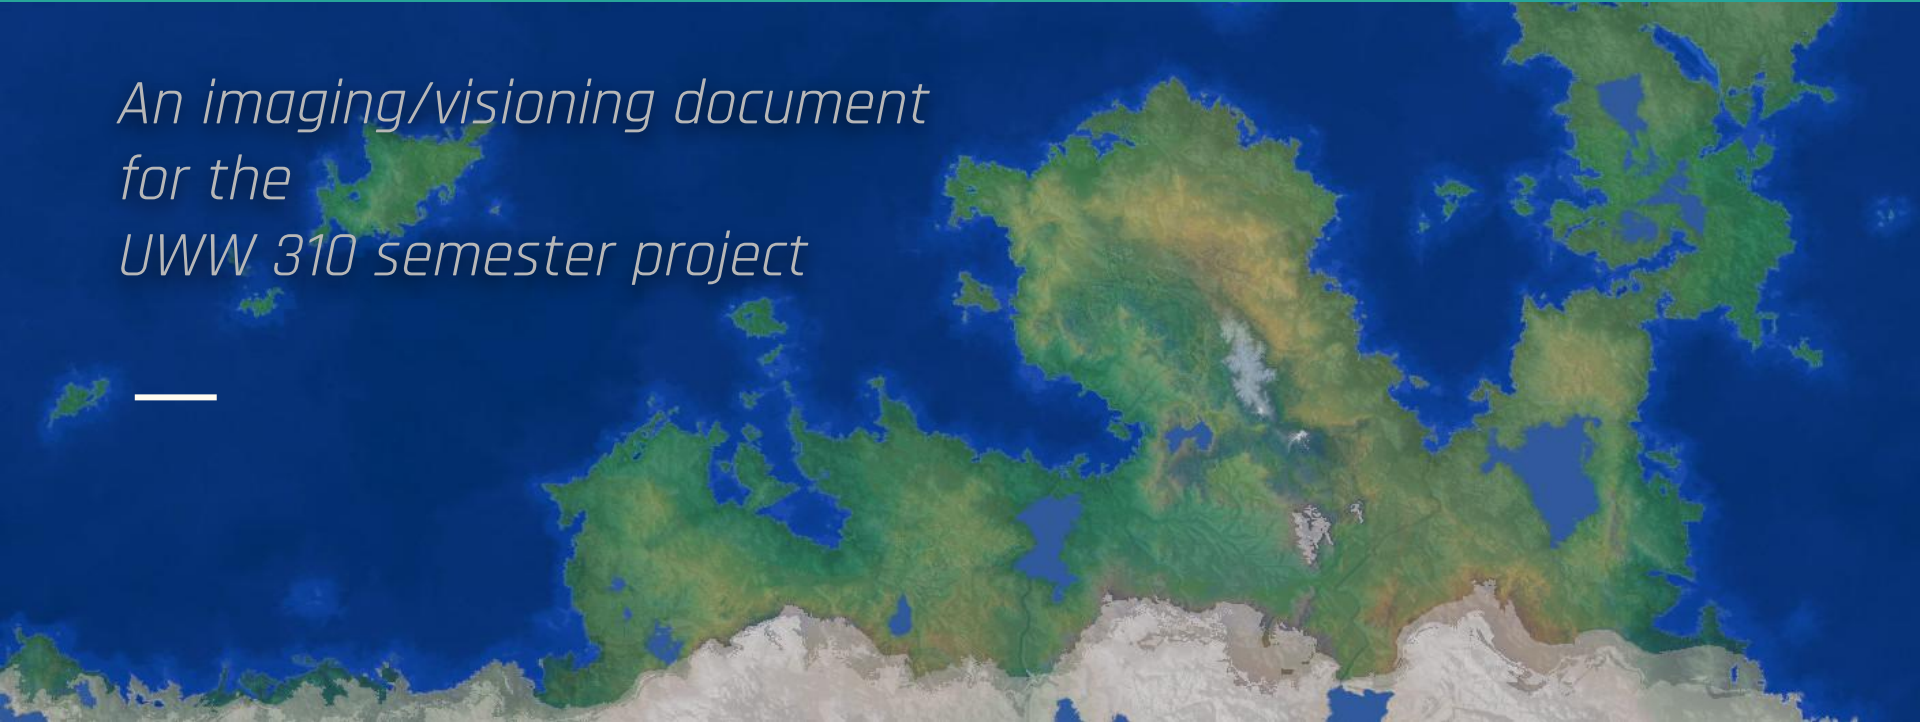 An imaging/visioning document
for the
UWW 310 semester project